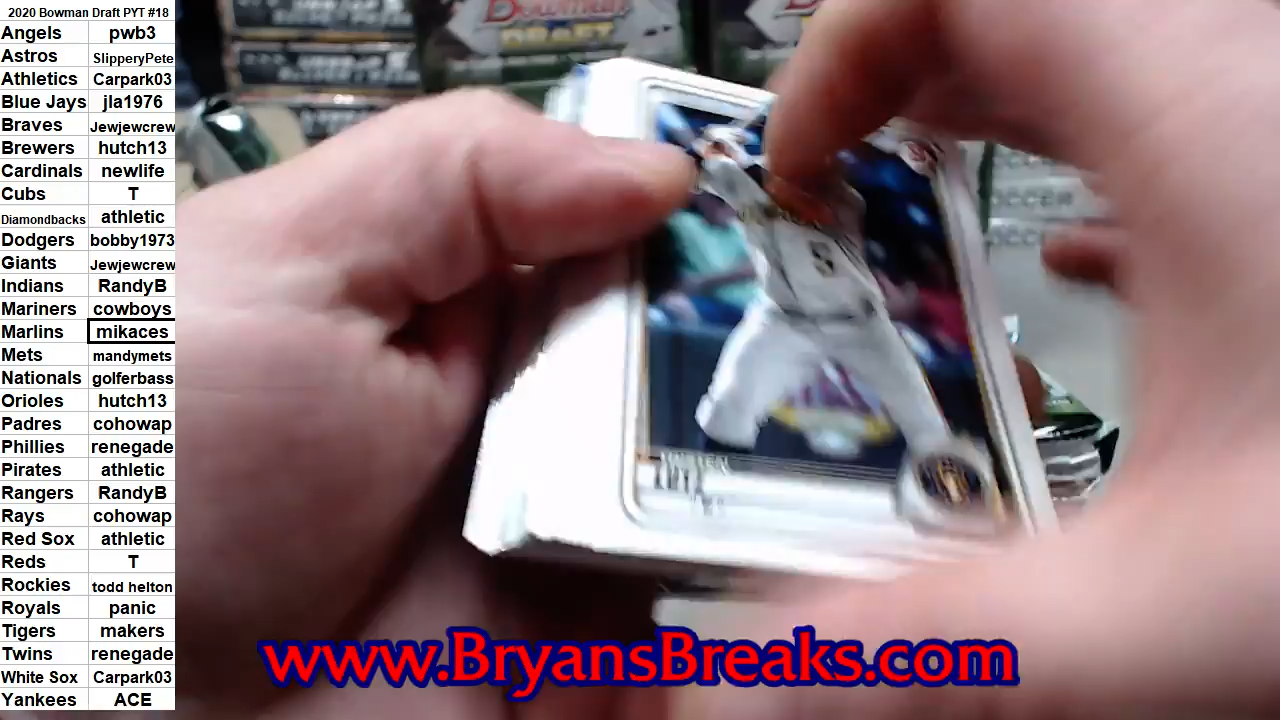 2020 Bowman Draft PYT #18
Angels pwb3
Astros SlipperyPete
Athletics Carpark03
Blue Jays jla1976
Braves Jewjewcrew
Brewers hutch13
Cardinals newlife
Cubs T
Diamondbacks athletic
Dodgers bobby1973
Giants Jewjewcrew
Indians RandyB
Mariners cowboys
Marlins mikaces
Mets mandymets
Nationals golferbass
Orioles hutch13
Padres cohowap
Phillies renegade
Pirates athletic
Rangers RandyB
Rays cohowap
Red Sox athletic
Reds T
Rockies todd helton
Royals panic
Tigers makers
Twins renegade
White Sox Carpark03
Yankees ACE
Bowman
DRAFT
SOCCER
www.BryansBreaks.com